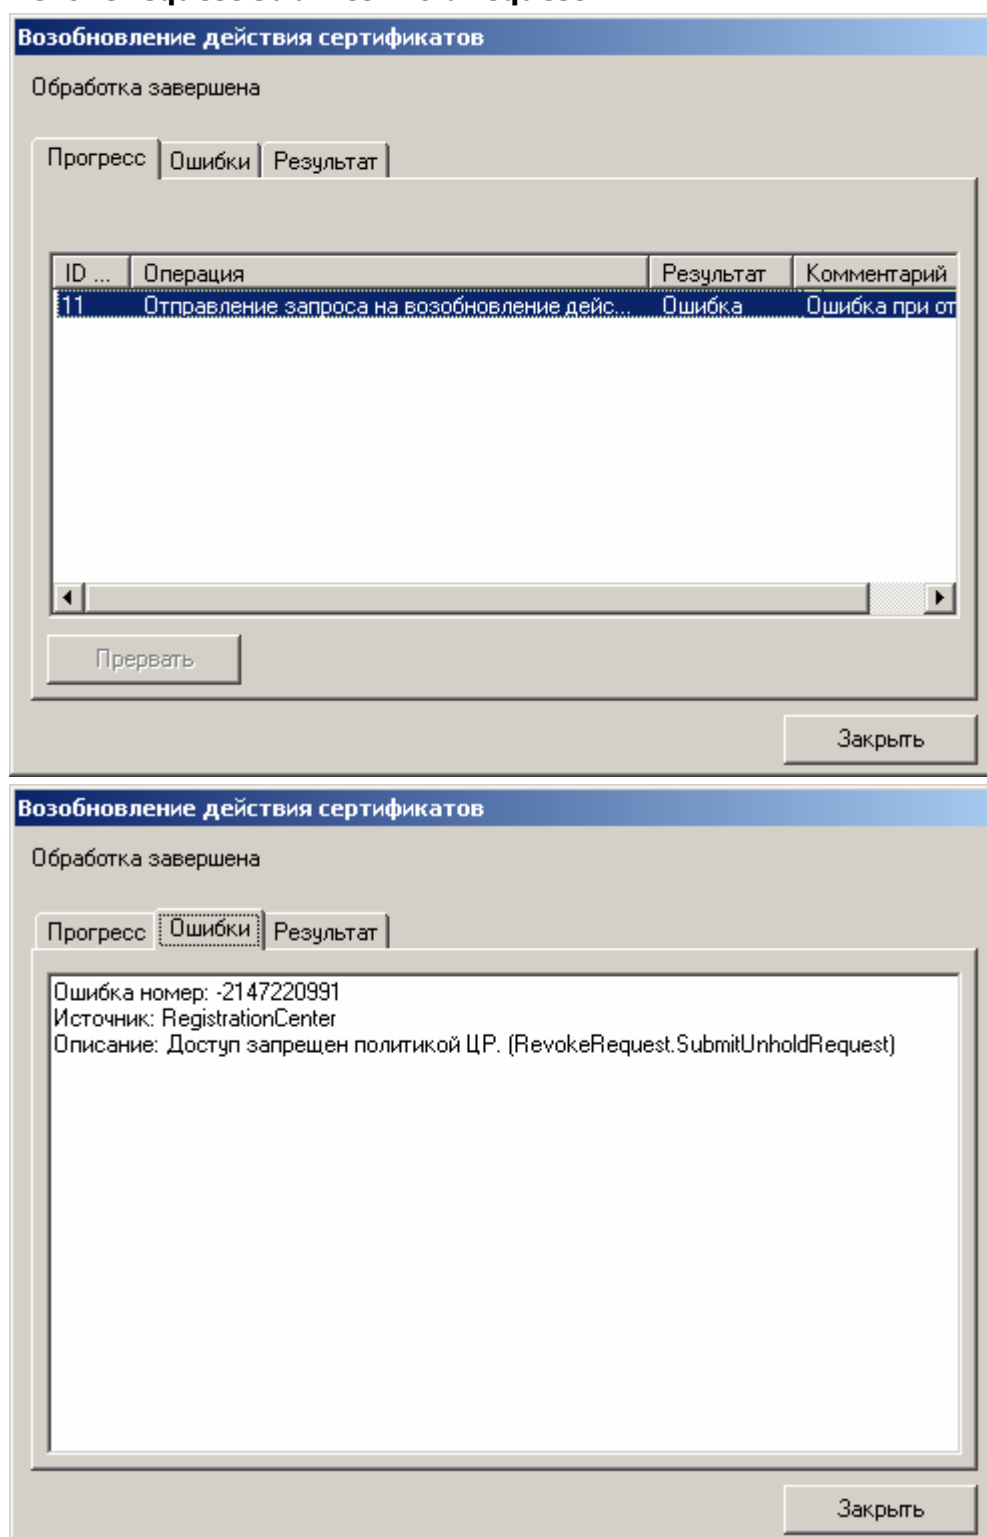 Возобновление действия сертификатов
Обработка завершена
Прогресс Ошибки Результат
ID ... Операция Результат Комментарий
11 Отправление запроса на возобновление дейс... Ошибка Ошибка при от
Прервать
Закрыть
Возобновление действия сертификатов
Обработка завершена
Прогресс Ошибки Результат
Ошибка номер: -2147220991
Источник: RegistrationCenter
Описание: Доступ запрещен политикой ЦР. (RevokeRequest.SubmitUnholdRequest)
Закрыть